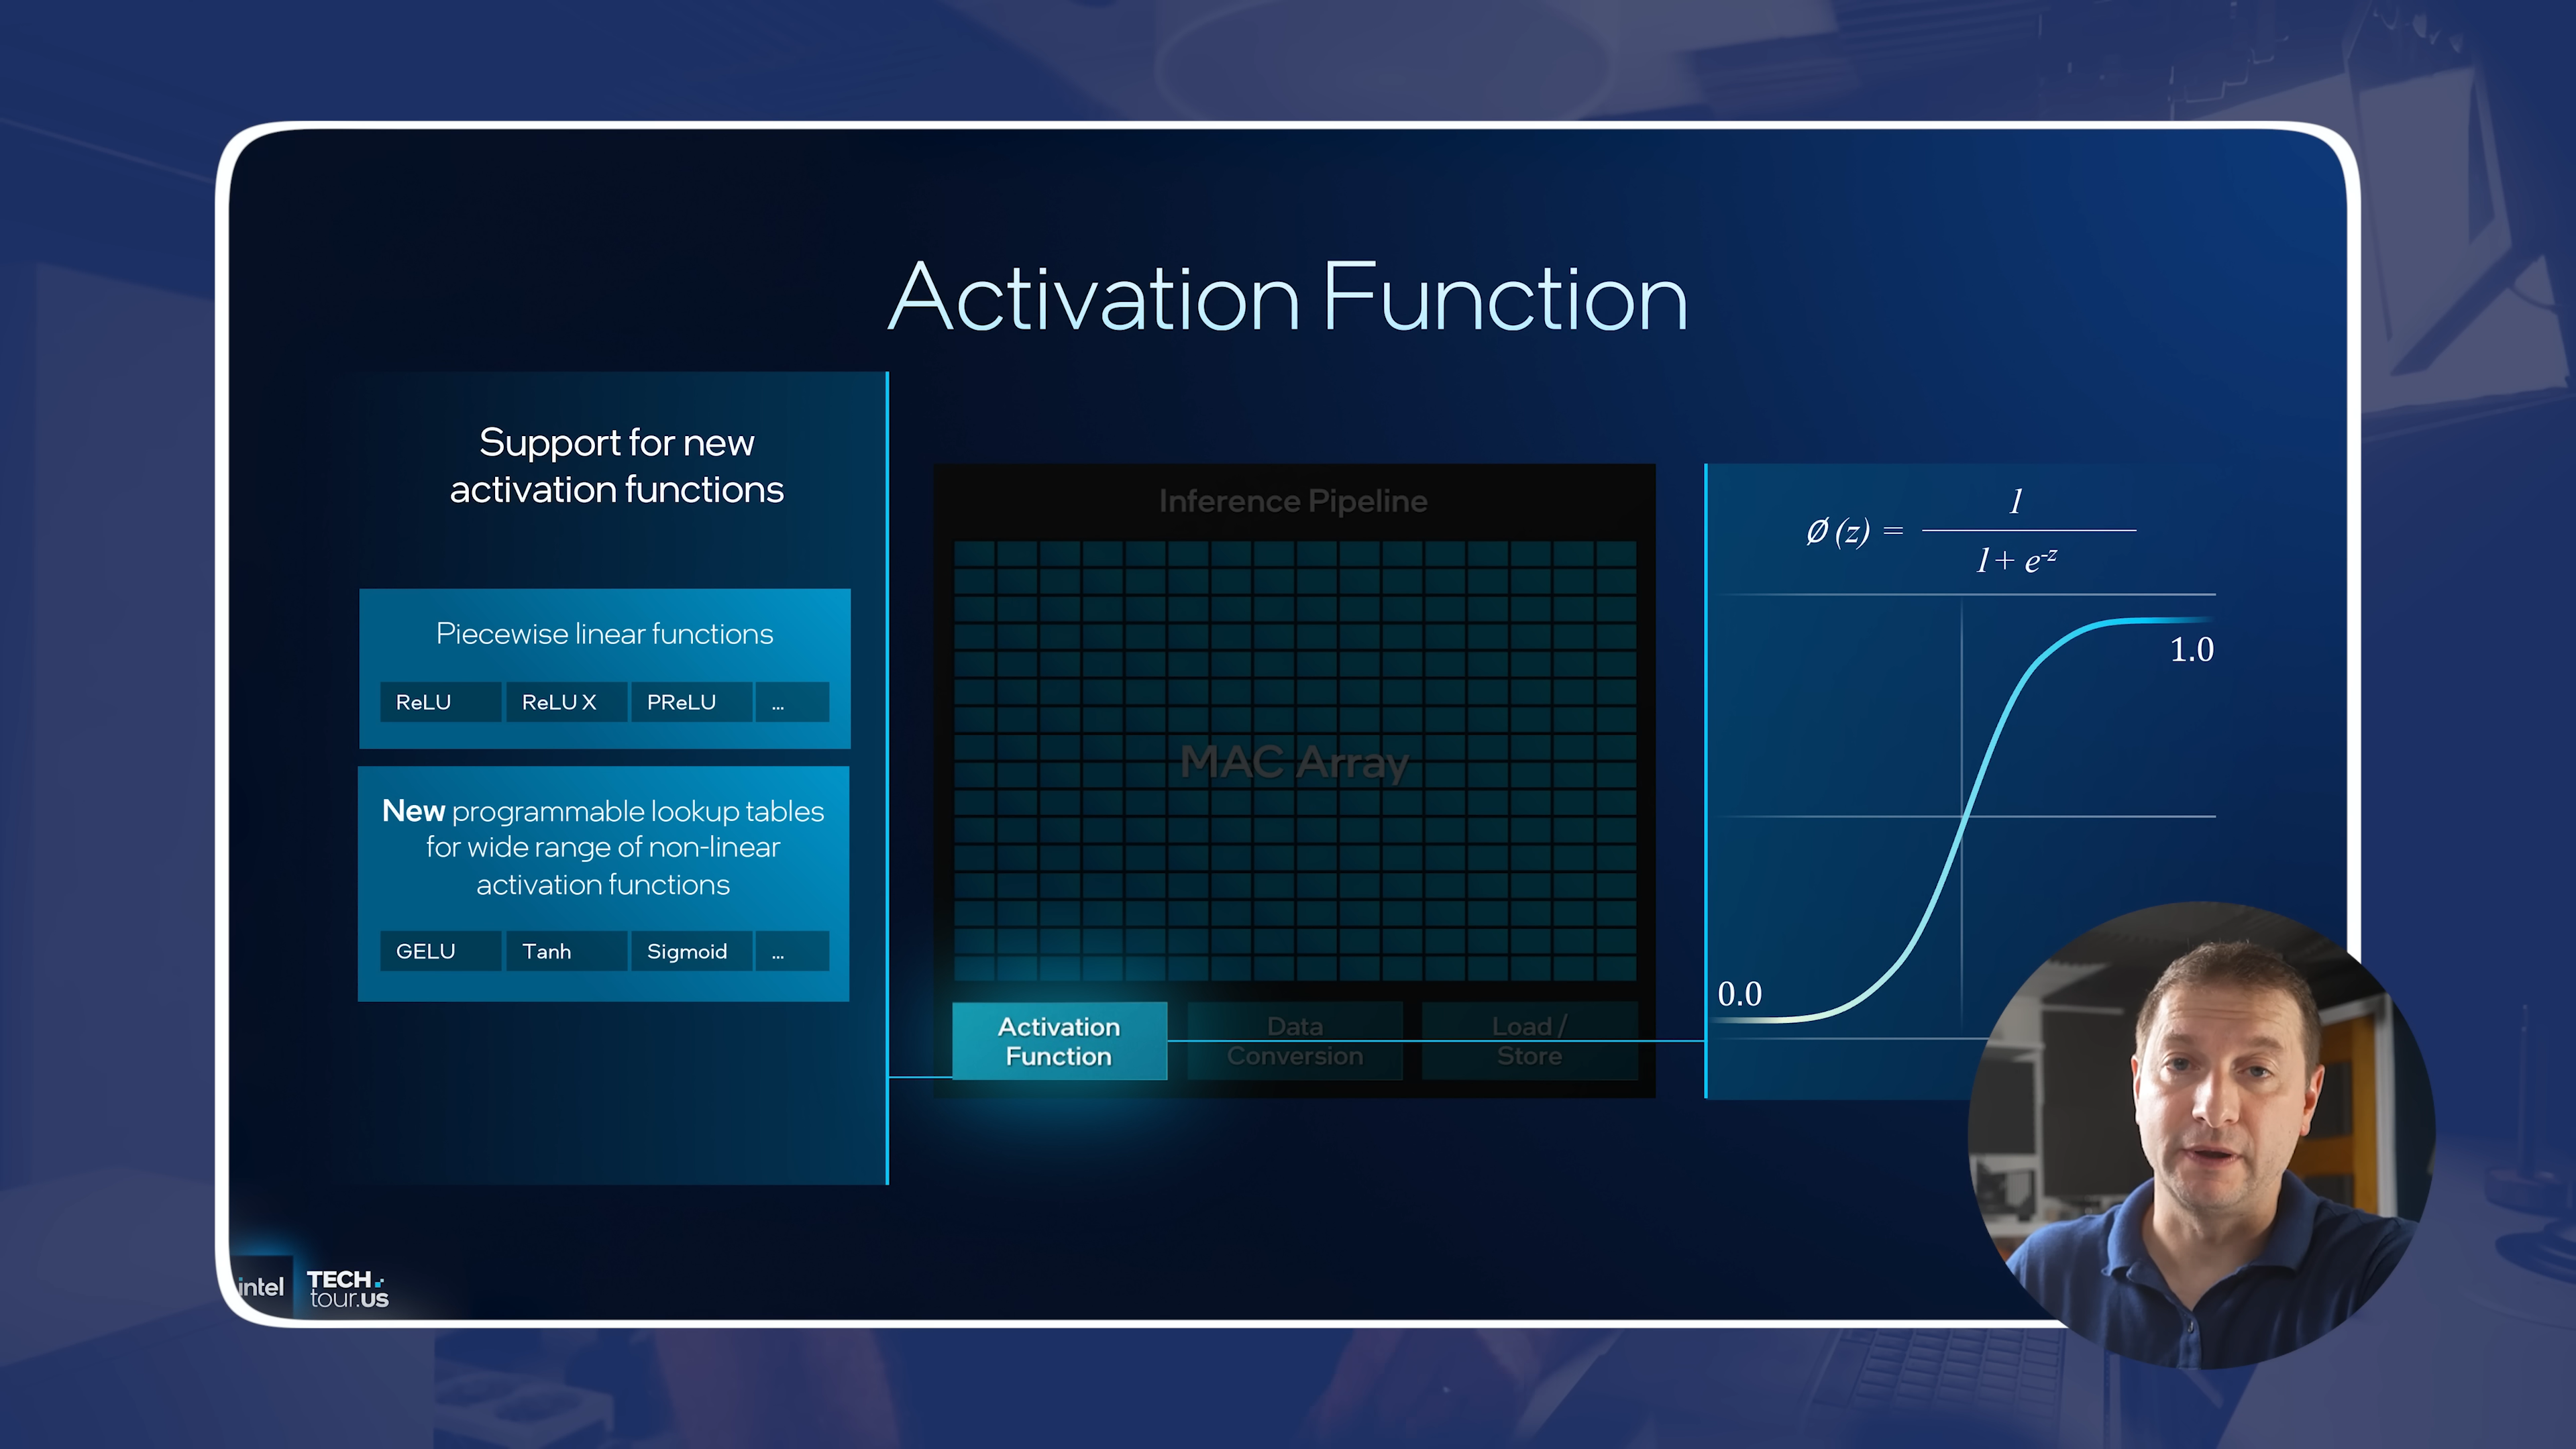 Activation Function
Support for new
activation functions
Piecewise linear functions
ReLU
ReLU X
PReLU
...
New programmable lookup tables
for wide range of non-linear
activation functions
GELU
Tanh
Sigmoid
...
Inference Pipeline
MAC Array
Activation
Function
Data
Conversion
Load /
Store
Ø (z) = 1 / 1 + e^-z
1.0
0.0
intel
TECH
tour.US